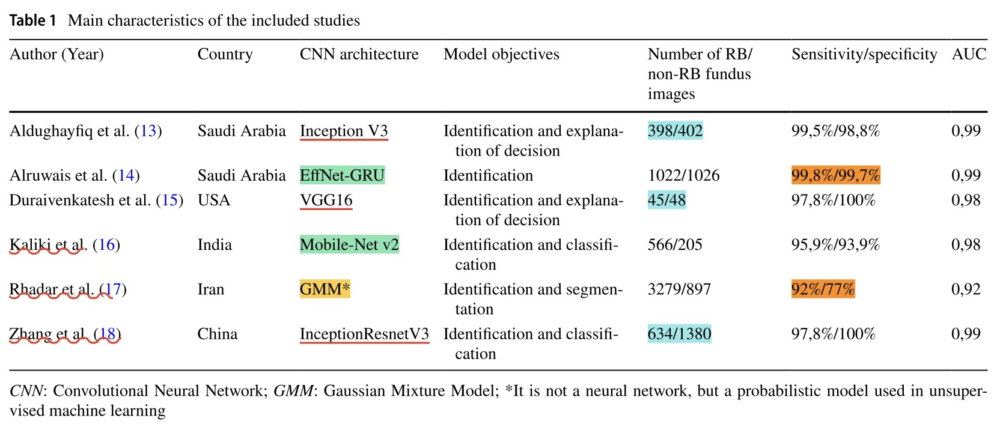 Table 1 Main characteristics of the included studies
Author (Year) Country CNN architecture Model objectives Number of RB/ Sensitivity/specificity AUC
non-RB fundus
images
Aldughayfiq et al. (13) Saudi Arabia Inception V3 Identification and explana- 398/402 99,5%/98,8% 0,99
tion of decision
Alruwais et al. (14) Saudi Arabia EffNet-GRU Identification 1022/1026 99,8%/99,7% 0,99
Duraivenkatesh et al. (15) USA VGG16 Identification and explana- 45/48 97,8%/100% 0,98
tion of decision
Kaliki et al. (16) India Mobile-Net v2 Identification and classifi- 566/205 95,9%/93,9% 0,98
cation
Rhadar et al. (17) Iran GMM* Identification and segmen- 3279/897 92%/77% 0,92
tation
Zhang et al. (18) China InceptionResnetV3 Identification and classifi- 634/1380 97,8%/100% 0,99
cation
CNN: Convolutional Neural Network; GMM: Gaussian Mixture Model; *It is not a neural network, but a probabilistic model used in unsuper-
vised machine learning